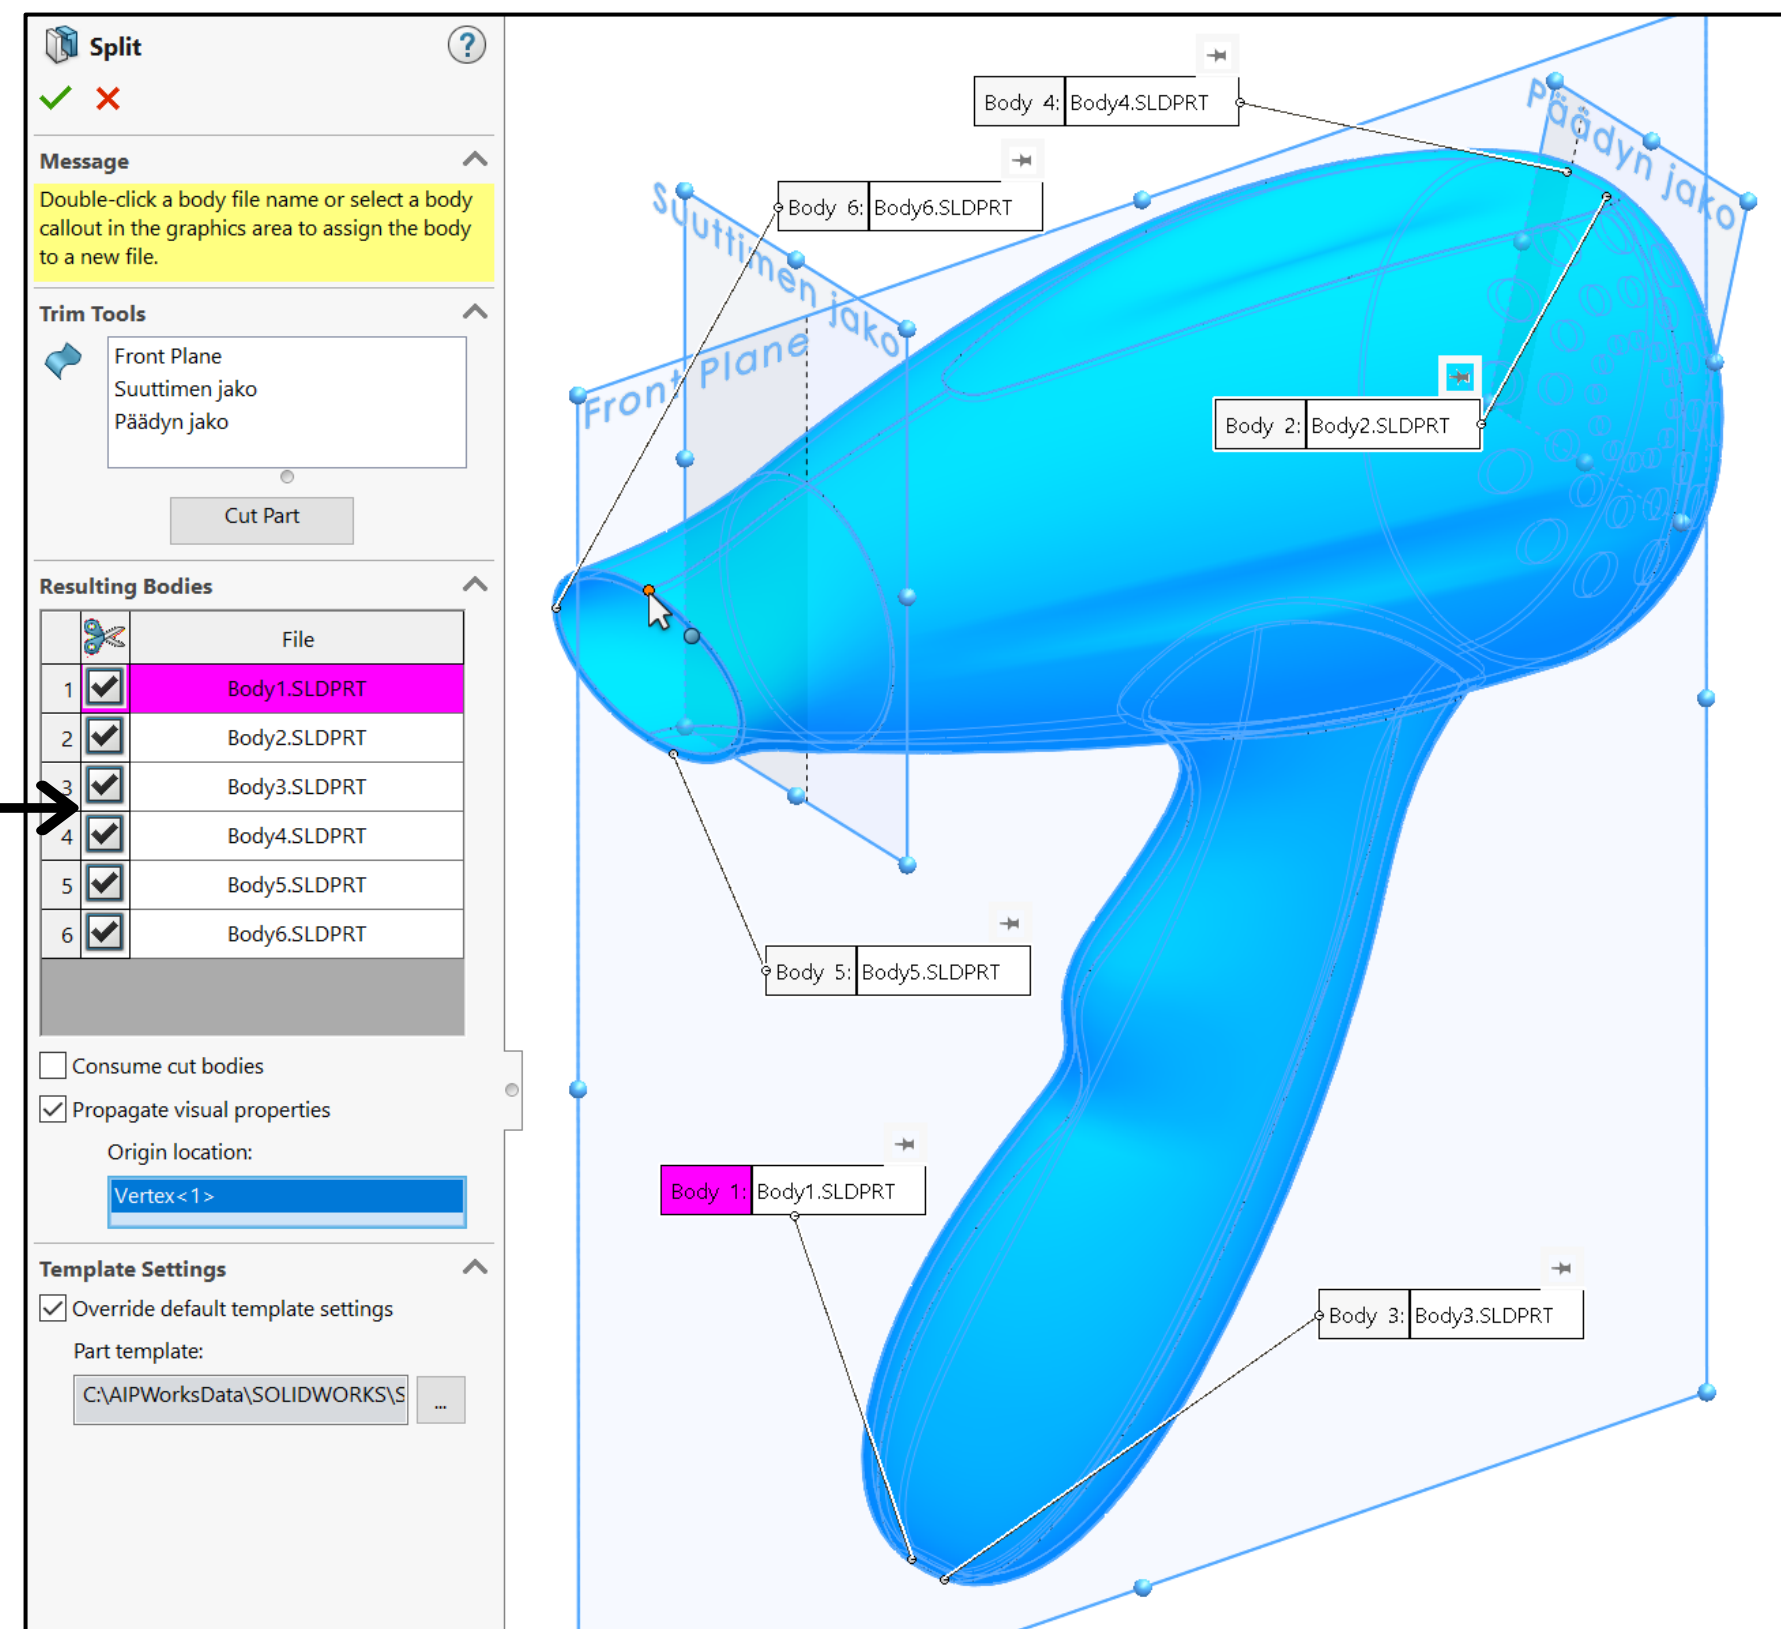 Split
?
Message
Double-click a body file name or select a body
callout in the graphics area to assign the body
to a new file.
Trim Tools
Front Plane
Suuttimen jako
Päädyn jako
Cut Part
Resulting Bodies
File
1 Body1.SLDPRT
2 Body2.SLDPRT
3 Body3.SLDPRT
4 Body4.SLDPRT
5 Body5.SLDPRT
6 Body6.SLDPRT
Consume cut bodies
Propagate visual properties
Origin location:
Vertex<1>
Template Settings
Override default template settings
Part template:
C:\AIPWorksData\SOLIDWORKS\S
...
Body 4: Body4.SLDPRT
Päädyn jako
Body 6: Body6.SLDPRT
Suuttimen jako
Front Plane
Body 2: Body2.SLDPRT
Body 5: Body5.SLDPRT
Body 1: Body1.SLDPRT
Body 3: Body3.SLDPRT